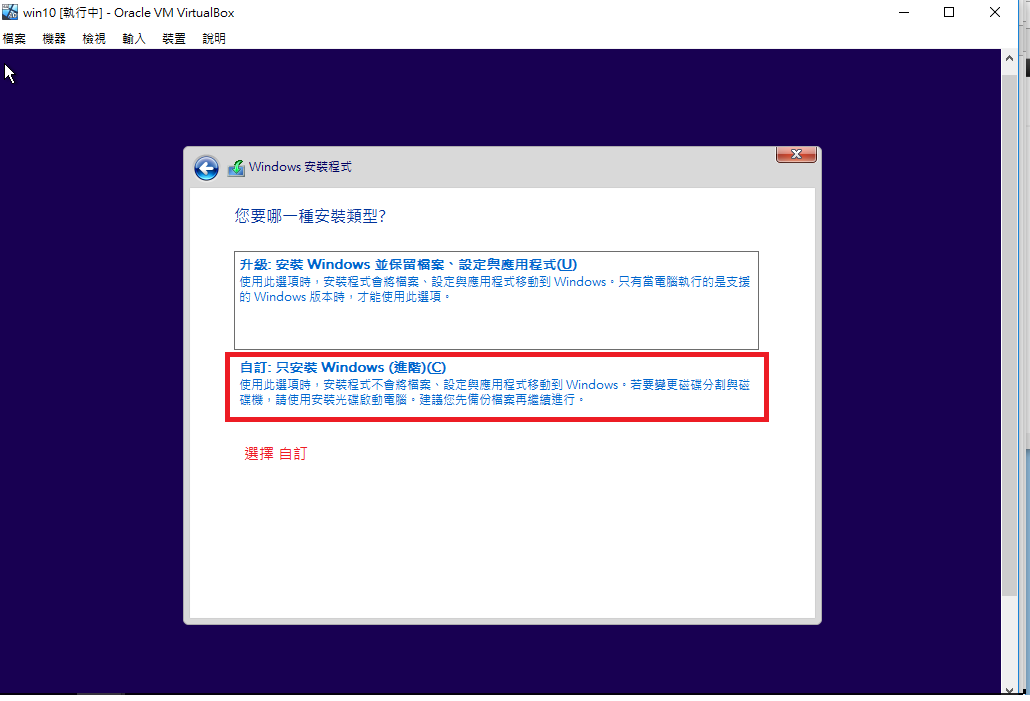 win10 [執行中] - Oracle VM VirtualBox
檔案 機器 檢視 輸入 裝置 說明
Windows 安裝程式
您要哪一種安裝類型?
升級: 安裝 Windows 並保留檔案、設定與應用程式(U)
使用此選項時，安裝程式會將檔案、設定與應用程式移動到 Windows。只有當電腦執行的是支援
的 Windows 版本時，才能使用此選項。
自訂: 只安裝 Windows (進階)(C)
使用此選項時，安裝程式不會將檔案、設定與應用程式移動到 Windows。若要變更磁碟分割與磁
碟機，請使用安裝光碟啟動電腦。建議您先備份檔案再繼續進行。
選擇 自訂